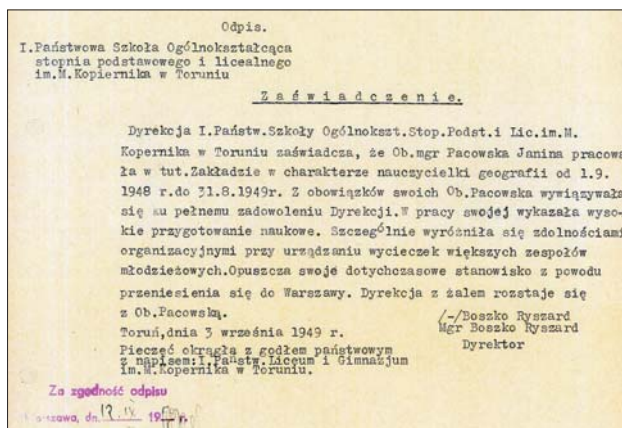 Odpis.
I.Państwowa Szkoła Ogólnokształcąca
stopnia podstawowego i licealnego
im.M.Kopiernika w Toruniu
Zaświadczenie.
Dyrekcja I.Państw.Szkoły Ogólnokszt.Stop.Podst.i Lic.im.M.
Kopernika w Toruniu zaświadcza, że Ob.mgr Pacowska Janina pracowa
ła w tut.Zakładzie w charakterze nauczycielki geografii od 1.9.
1948 r.do 31.8.1949r. Z obowiązków swoich Ob.Pacowska wywiązywała
się ku pełnemu zadowoleniu Dyrekcji.W pracy swojej wykazała wyso-
kie przygotowanie naukowe. Szczególnie wyróżniła się zdolnościami
organizacyjnymi przy urządzaniu wycieczek większych zespołów
młodzieżowych.Opuszcza swoje dotychczasowe stanowisko z powodu
przeniesienia się do Warszawy. Dyrekcja z żalem rozstaje się
z Ob.Pacowską.
/-/Boszko Ryszard
Mgr Boszko Ryszard
Dyrektor
Toruń,dnia 3 września 1949 r.
Pieczęć okrągła z godłem państwowym
z napisem:I.Państw.Liceum i Gimnazjum
im.M.Kopernika w Toruniu.
Za zgodność odpisu
dn. 19 r.